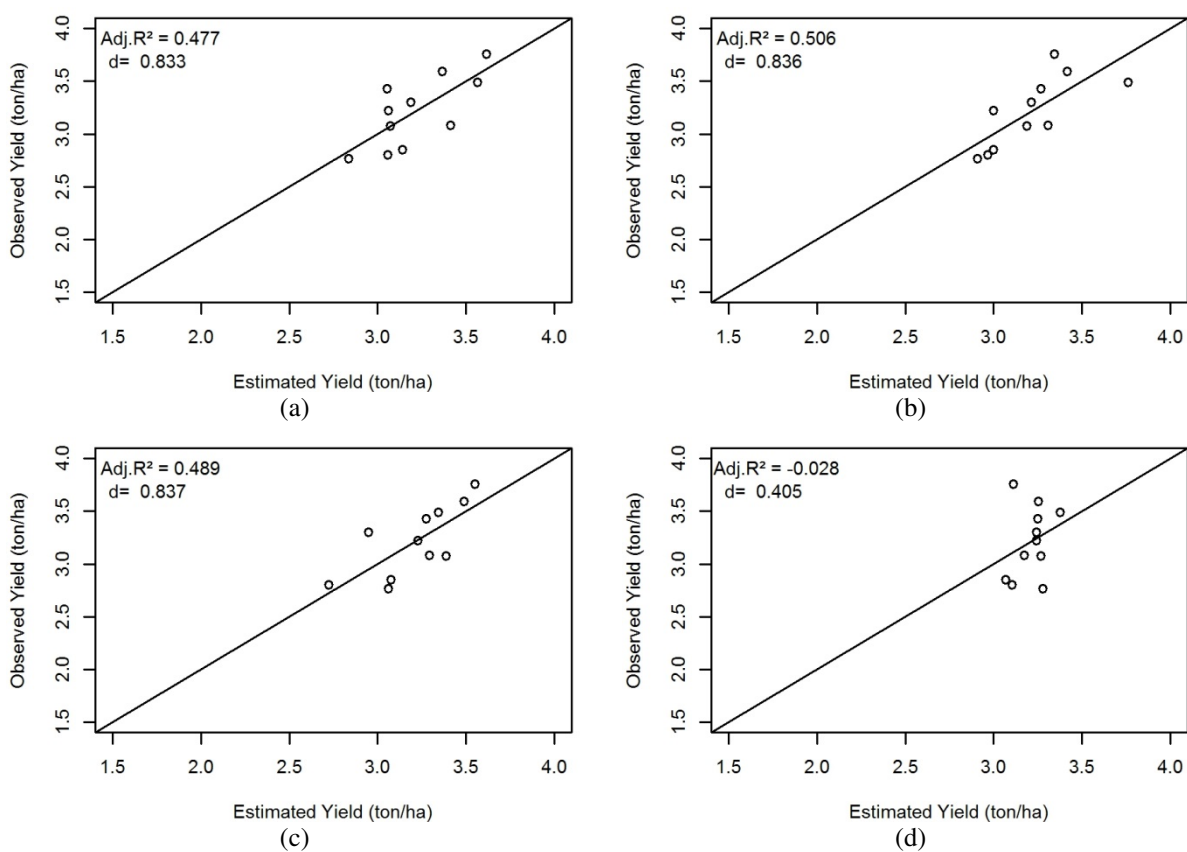 Adj.R² = 0.477
d= 0.833
4.0
3.5
3.0
2.5
2.0
1.5
Observed Yield (ton/ha)
1.5 2.0 2.5 3.0 3.5 4.0
Estimated Yield (ton/ha)
(a)
Adj.R² = 0.506
d= 0.836
4.0
3.5
3.0
2.5
2.0
1.5
Observed Yield (ton/ha)
1.5 2.0 2.5 3.0 3.5 4.0
Estimated Yield (ton/ha)
(b)
Adj.R² = 0.489
d= 0.837
4.0
3.5
3.0
2.5
2.0
1.5
Observed Yield (ton/ha)
1.5 2.0 2.5 3.0 3.5 4.0
Estimated Yield (ton/ha)
(c)
Adj.R² = -0.028
d= 0.405
4.0
3.5
3.0
2.5
2.0
1.5
Observed Yield (ton/ha)
1.5 2.0 2.5 3.0 3.5 4.0
Estimated Yield (ton/ha)
(d)